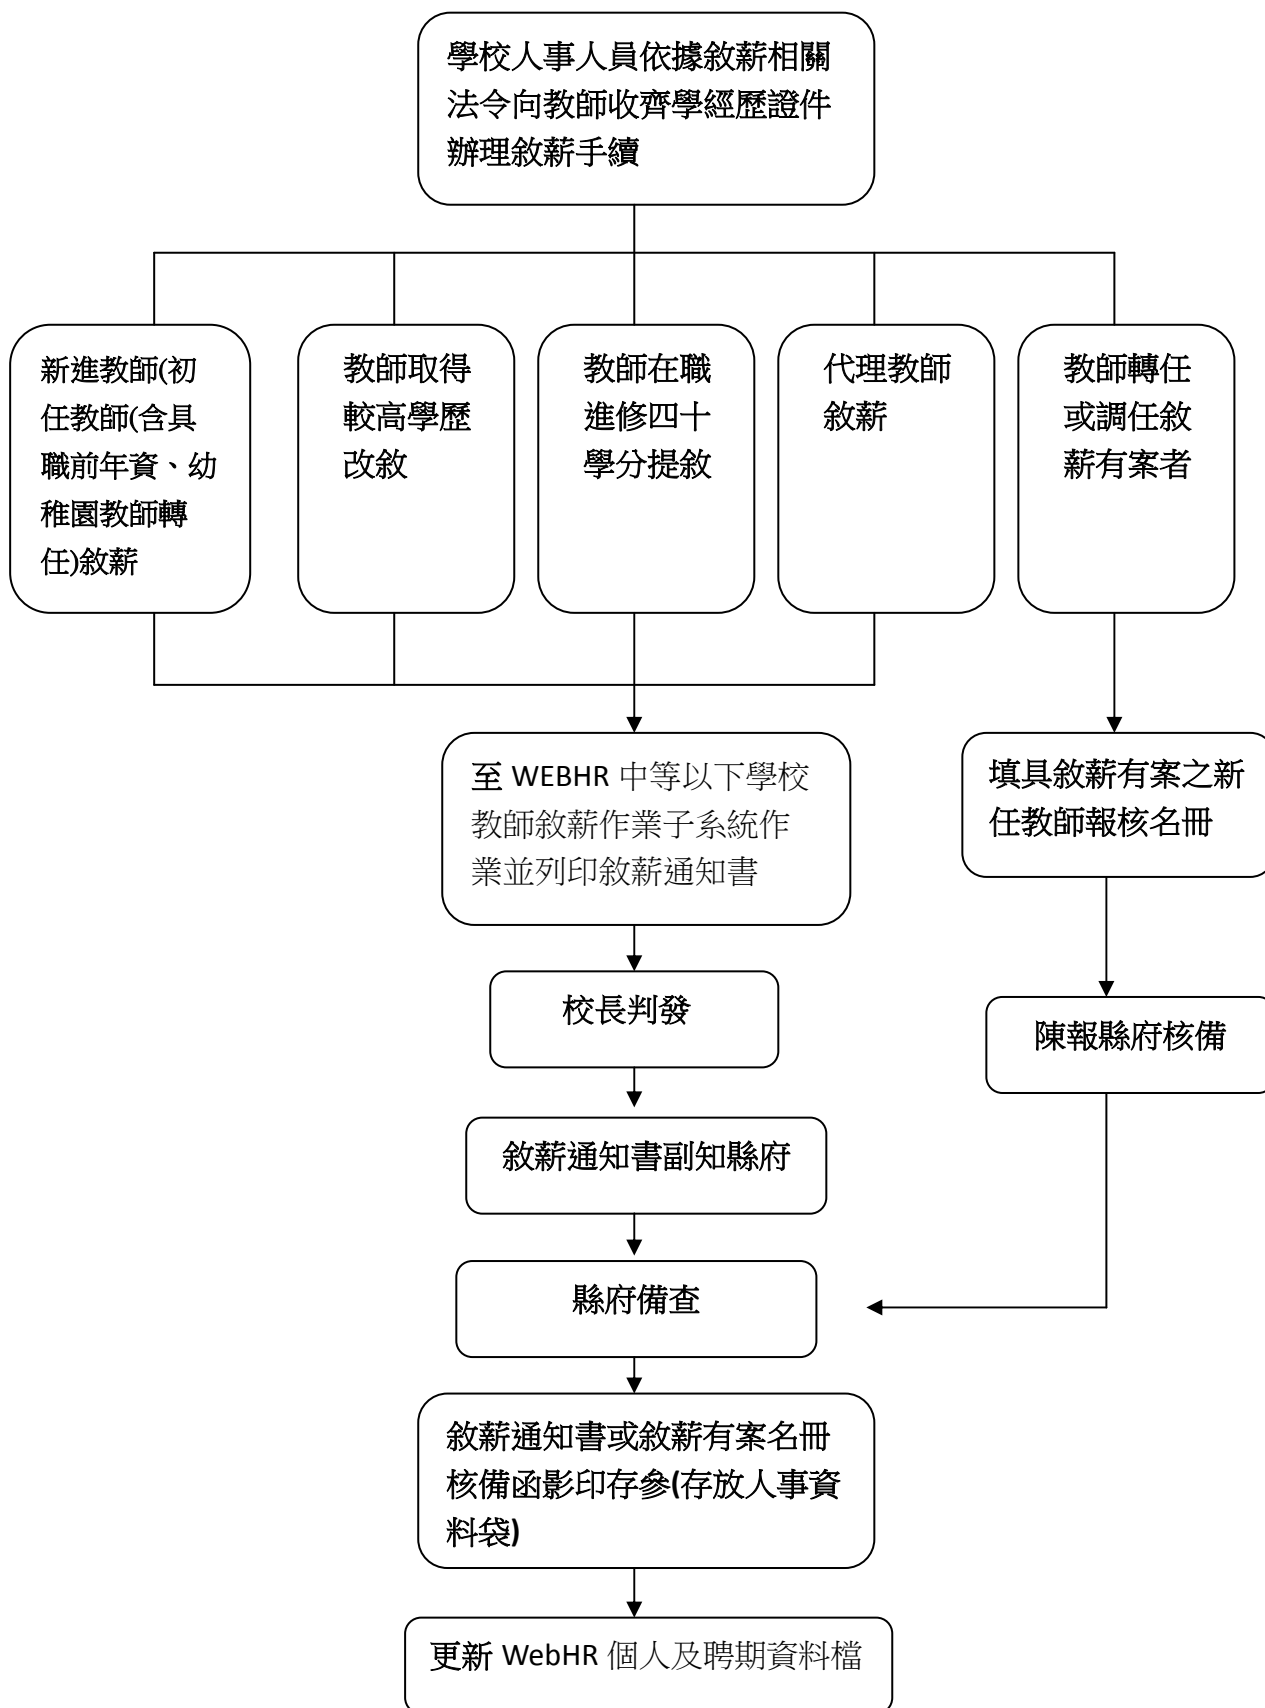 學校人事人員依據敘薪相關
法令向教師收齊學經歷證件
辦理敘薪手續
新進教師(初
任教師(含具
職前年資、幼
稚園教師轉
任)敘薪
教師取得
較高學歷
改敘
教師在職
進修四十
學分提敘
代理教師
敘薪
教師轉任
或調任敘
薪有案者
至 WEBHR 中等以下學校
教師敘薪作業子系統作
業並列印敘薪通知書
填具敘薪有案之新
任教師報核名冊
校長判發
陳報縣府核備
敘薪通知書副知縣府
縣府備查
敘薪通知書或敘薪有案名冊
核備函影印存參(存放人事資
料袋)
更新 WebHR 個人及聘期資料檔